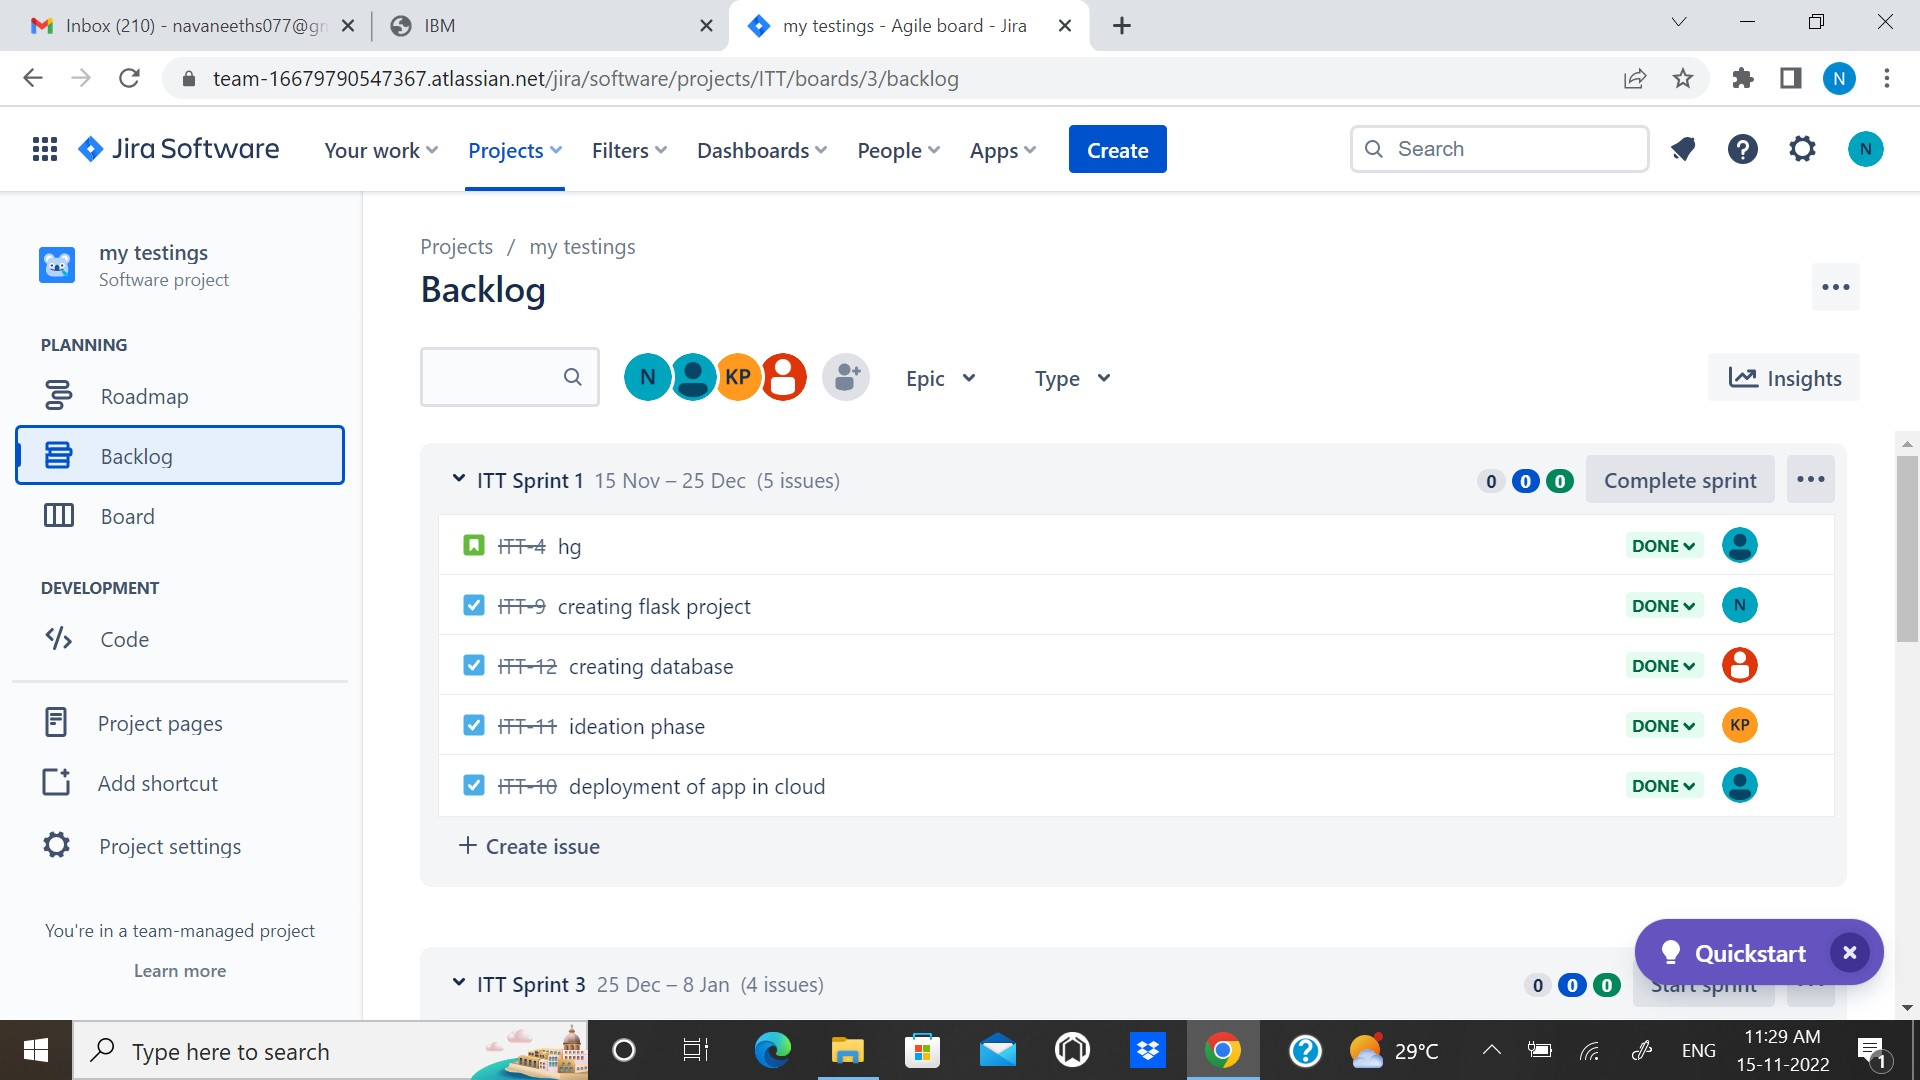 Inbox (210) - navaneeths077@gm
IBM
my testings - Agile board - Jira
team-16679790547367.atlassian.net/jira/software/projects/ITT/boards/3/backlog
N
Jira Software
Your work
Projects
Filters
Dashboards
People
Apps
Create
Search
N
my testings
Software project
PLANNING
Roadmap
Backlog
Board
DEVELOPMENT
Code
Project pages
Add shortcut
Project settings
You're in a team-managed project
Learn more
Projects / my testings
Backlog
N
KP
Epic
Type
Insights
ITT Sprint 1 15 Nov – 25 Dec (5 issues)
0 0 0
Complete sprint
ITT-4 hg DONE
ITT-9 creating flask project DONE N
ITT-12 creating database DONE
ITT-11 ideation phase DONE KP
ITT-10 deployment of app in cloud DONE
+ Create issue
Quickstart
ITT Sprint 3 25 Dec – 8 Jan (4 issues)
0 0 0
Start sprint
Type here to search
29°C
ENG
11:29 AM
15-11-2022
1